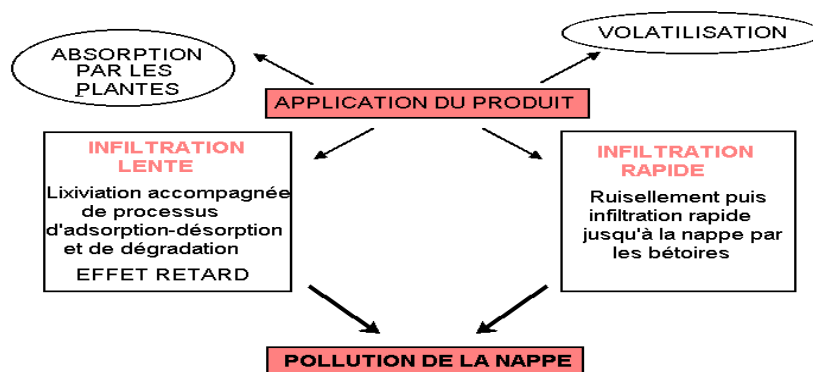 ABSORPTION
PAR LES
PLANTES
VOLATILISATION
APPLICATION DU PRODUIT
INFILTRATION
LENTE
Lixiviation accompagnée
de processus
d'adsorption-désorption
et de dégradation
EFFET RETARD
INFILTRATION
RAPIDE
Ruisellement puis
infiltration rapide
jusqu'à la nappe par
les bétoires
POLLUTION DE LA NAPPE